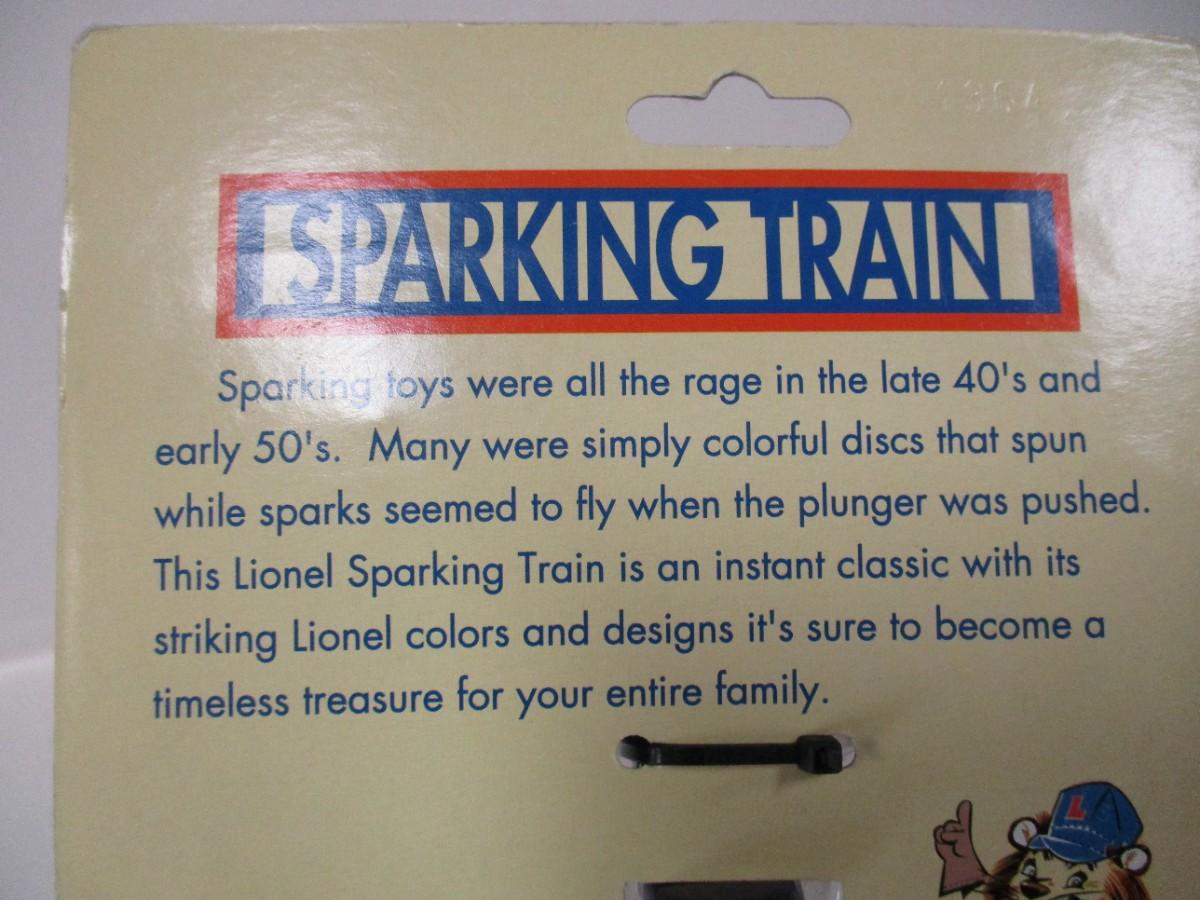 SPARKING TRAIN
Sparking toys were all the rage in the late 40's and
early 50's. Many were simply colorful discs that spun
while sparks seemed to fly when the plunger was pushed.
This Lionel Sparking Train is an instant classic with its
striking Lionel colors and designs it's sure to become a
timeless treasure for your entire family.
L